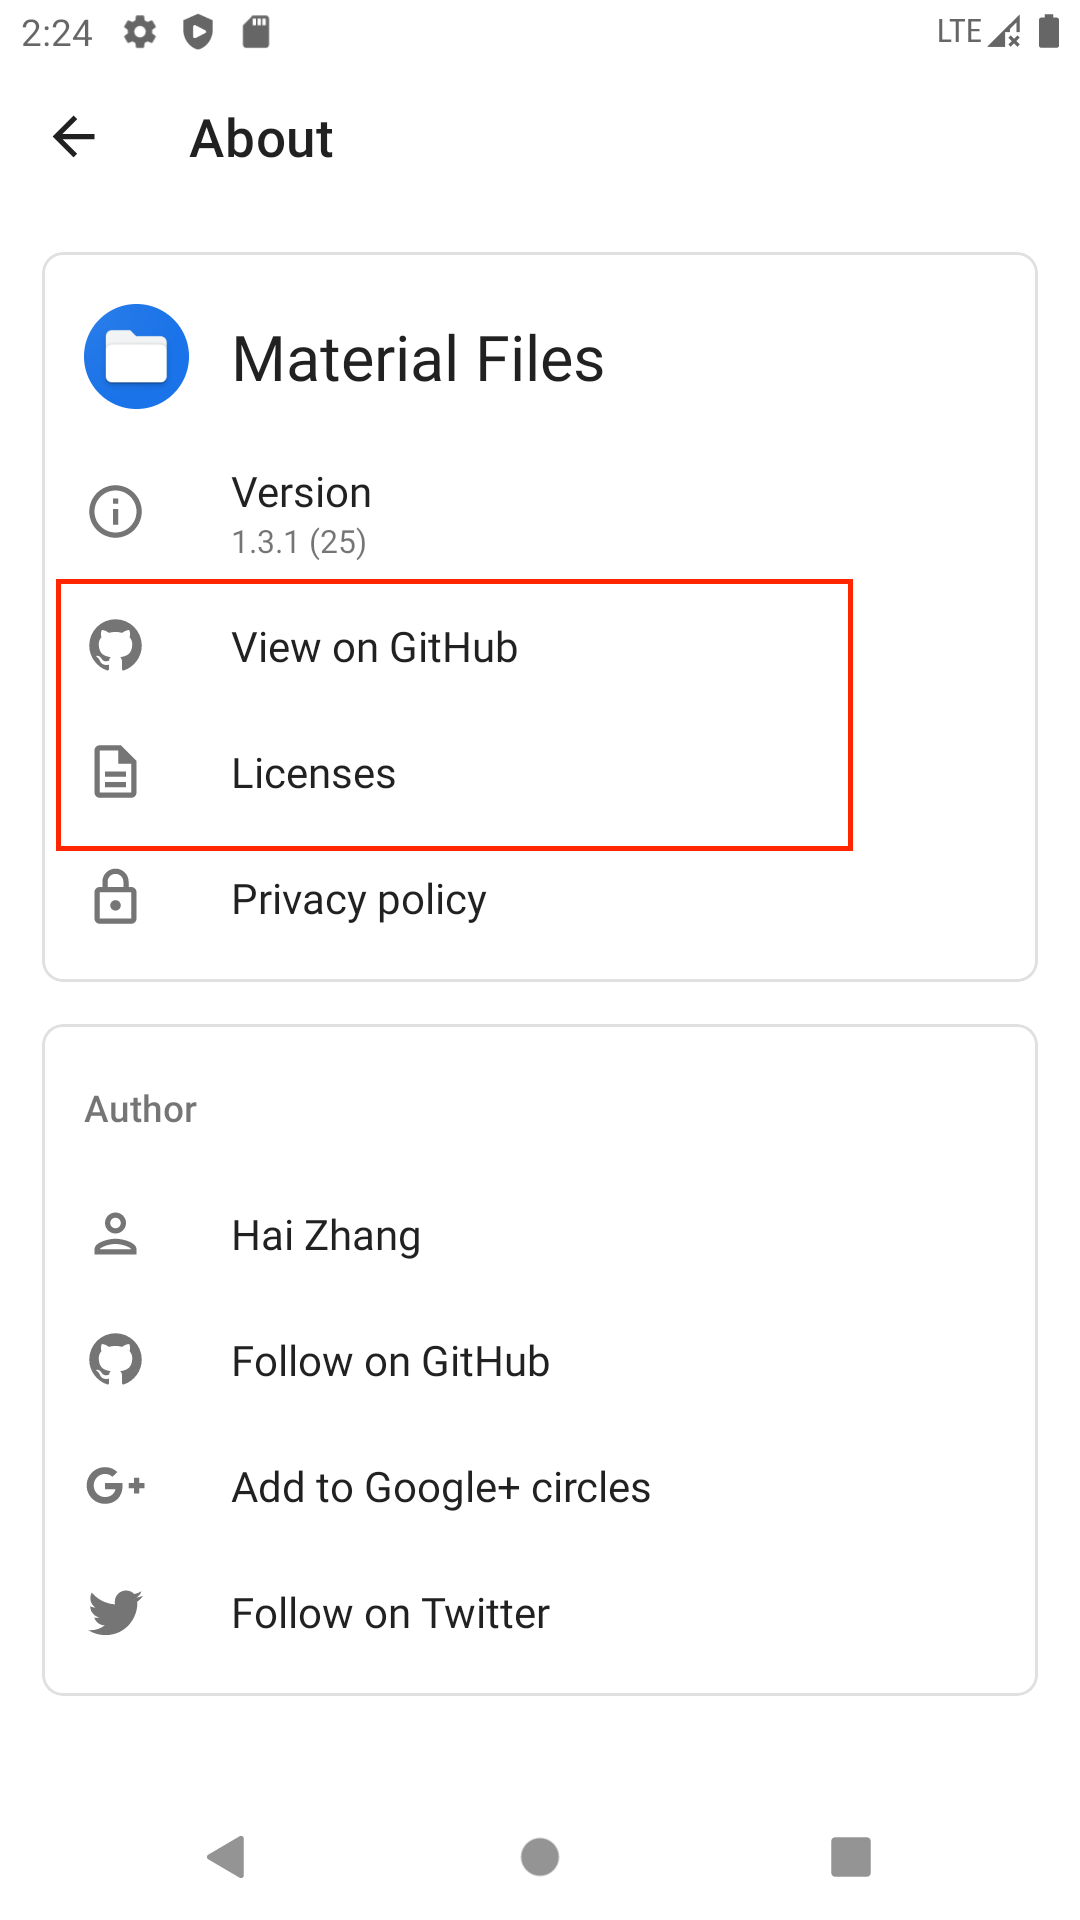 2:24 LTE
About
Material Files
Version
1.3.1 (25)
View on GitHub
Licenses
Privacy policy
Author
Hai Zhang
Follow on GitHub
G+ Add to Google+ circles
Follow on Twitter